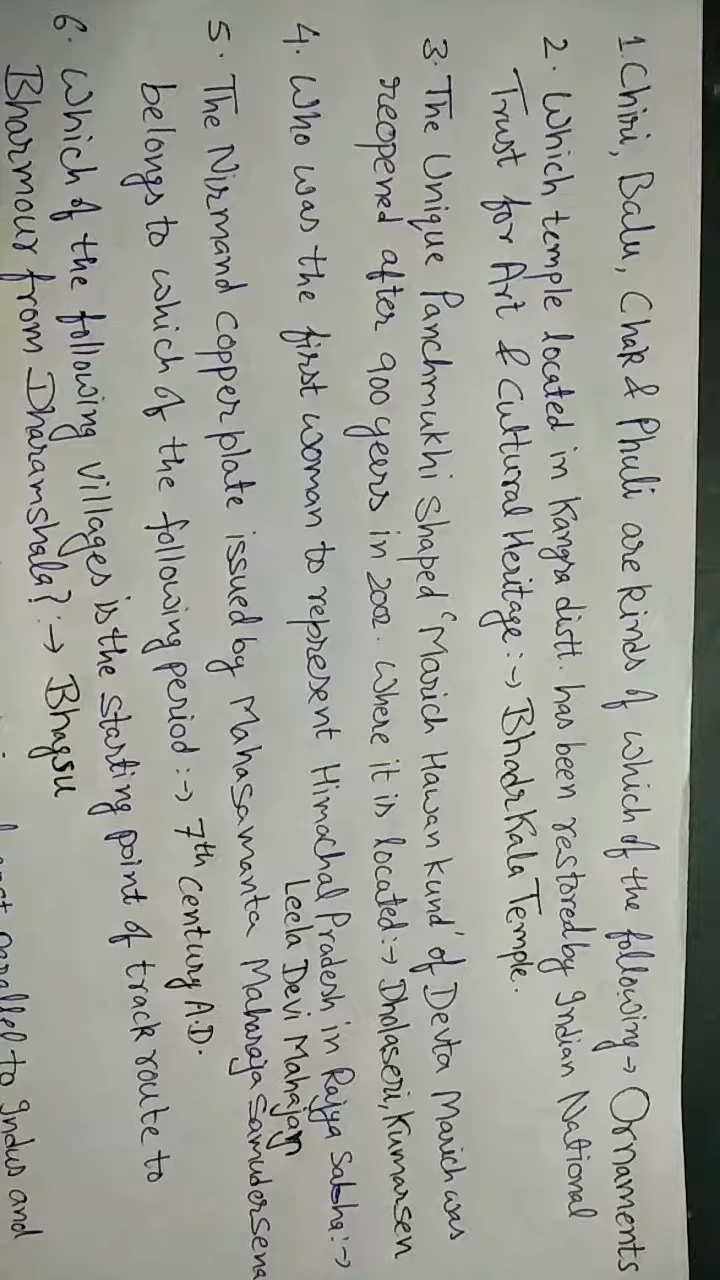 1. Chiri, Balu, Chak & Phuli are kinds of which of the following → Ornaments
2. Which temple located in Kangra distt. has been restored by Indian National
Trust for Art & Cultural Heritage :→ Bhadrkala Temple.
3. The Unique Panchmukhi shaped 'Marich Hawan Kund' of Devta Marich was
reopened after 900 years in 2002. Where it is located :→ Dholaseri, Kumarsen
4. Who was the first woman to represent Himachal Pradesh in Rajya Sabha :→
Leela Devi Mahajan
5. The Nirmand copper plate issued by Mahasamanta Maharaja Samudersena
belongs to which of the following period :→ 7th century A.D.
6. Which of the following villages is the starting point of track route to
Bharmour from Dharamshala? :→ Bhagsu
parallel to Indus and